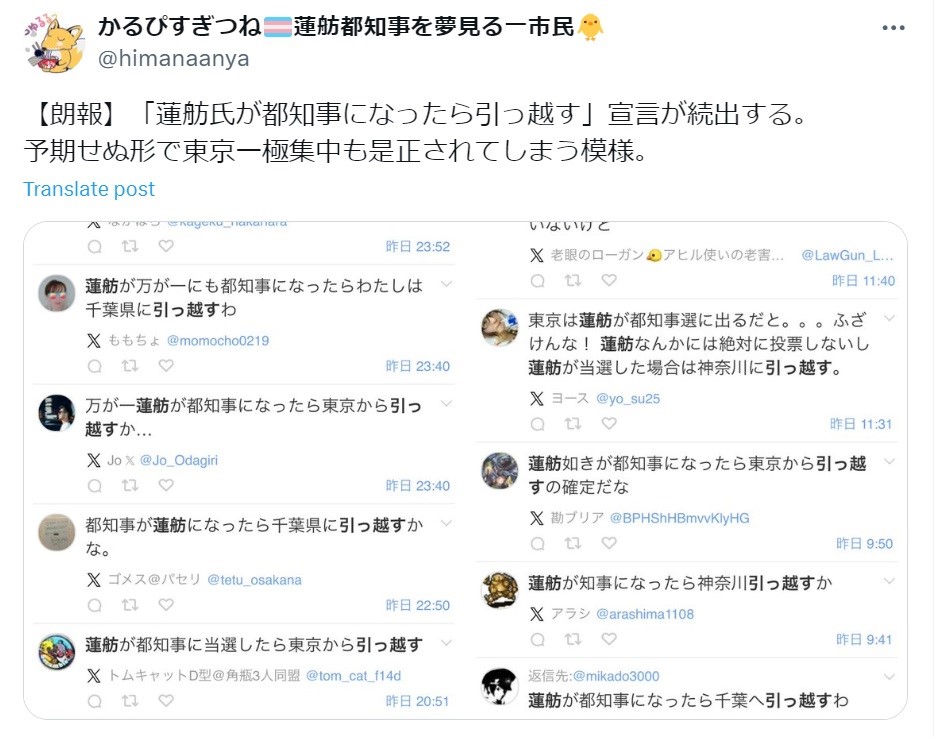 かるぴすぎつね🏳️‍⚧️蓮舫都知事を夢見る一市民🐥
@himanaanya
【朗報】「蓮舫氏が都知事になったら引っ越す」宣言が続出する。
予期せぬ形で東京一極集中も是正されてしまう模様。
Translate post
昨日 23:52
蓮舫が万が一にも都知事になったらわたしは
千葉県に引っ越すわ
ももちょ @momocho0219
昨日 23:40
万が一蓮舫が都知事になったら東京から引っ
越すか...
Jo 𝕏 @Jo_Odagiri
昨日 23:40
都知事が蓮舫になったら千葉県に引っ越すか
な。
ゴメス@パセリ @tetu_osakana
昨日 22:50
蓮舫が都知事に当選したら東京から引っ越す
トムキャットD型@角瓶3人同盟 @tom_cat_f14d
昨日 20:51
いないけど
老眼のローガン アヒル使いの老害... @LawGun_L...
昨日 11:40
東京は蓮舫が都知事選に出るだと。。。ふざ
けんな! 蓮舫なんかには絶対に投票しないし
蓮舫が当選した場合は神奈川に引っ越す。
ヨース @yo_su25
昨日 11:31
蓮舫如きが都知事になったら東京から引っ越
すの確定だな
勘ブリア @BPHShHBmvvKlyHG
昨日 9:50
蓮舫が知事になったら神奈川引っ越すか
アラシ @arashima1108
昨日 9:41
返信先:@mikado3000
蓮舫が都知事になったら千葉へ引っ越すわ